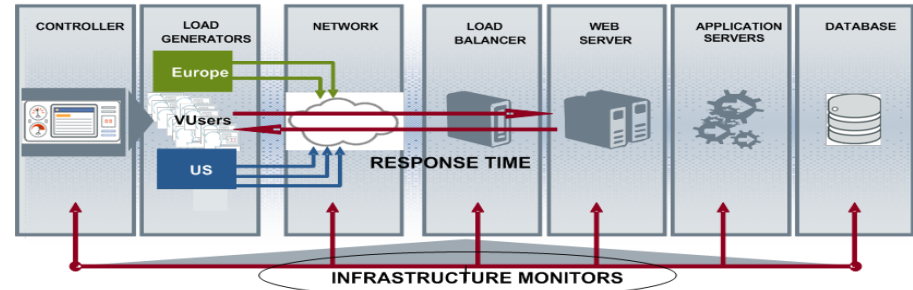 CONTROLLER
LOAD
GENERATORS
NETWORK
LOAD
BALANCER
WEB
SERVER
APPLICATION
SERVERS
DATABASE
Europe
VUsers
US
RESPONSE TIME
INFRASTRUCTURE MONITORS